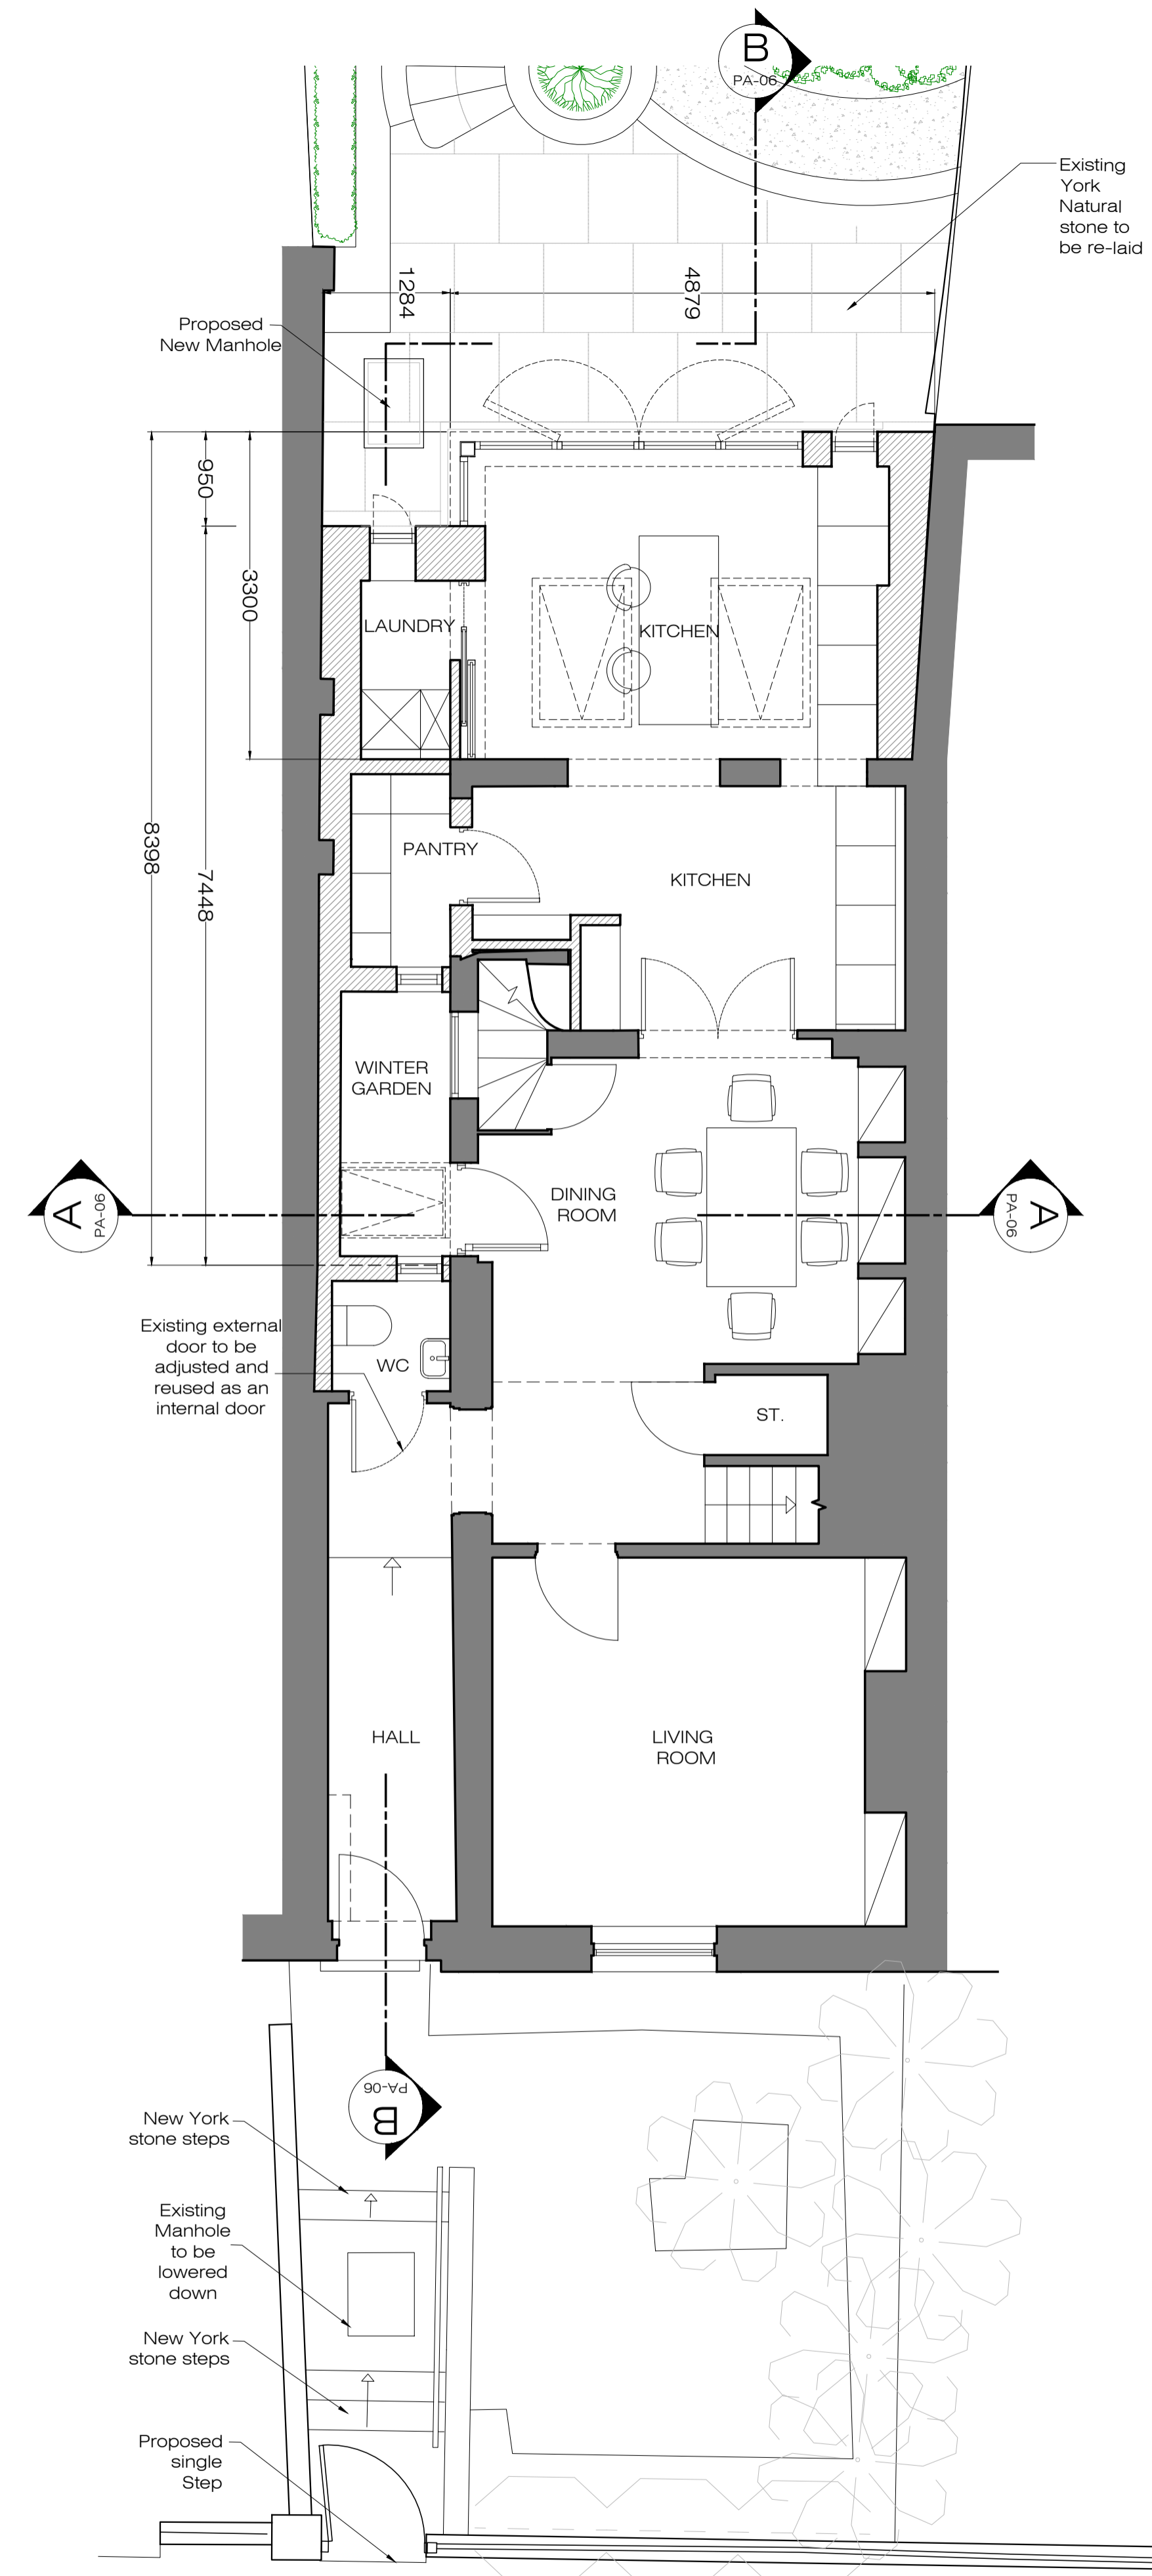 B
PA-06
Existing
York
Natural
stone to
be re-laid
1284
4879
Proposed
New Manhole
950
3300
LAUNDRY
KITCHEN
8398
7448
PANTRY
KITCHEN
WINTER
GARDEN
A
PA-06
DINING
ROOM
PA-06
A
Existing external
door to be
adjusted and
reused as an
internal door
WC
ST.
HALL
LIVING
ROOM
PA-06
B
New York
stone steps
Existing
Manhole
to be
lowered
down
New York
stone steps
Proposed
single
Step